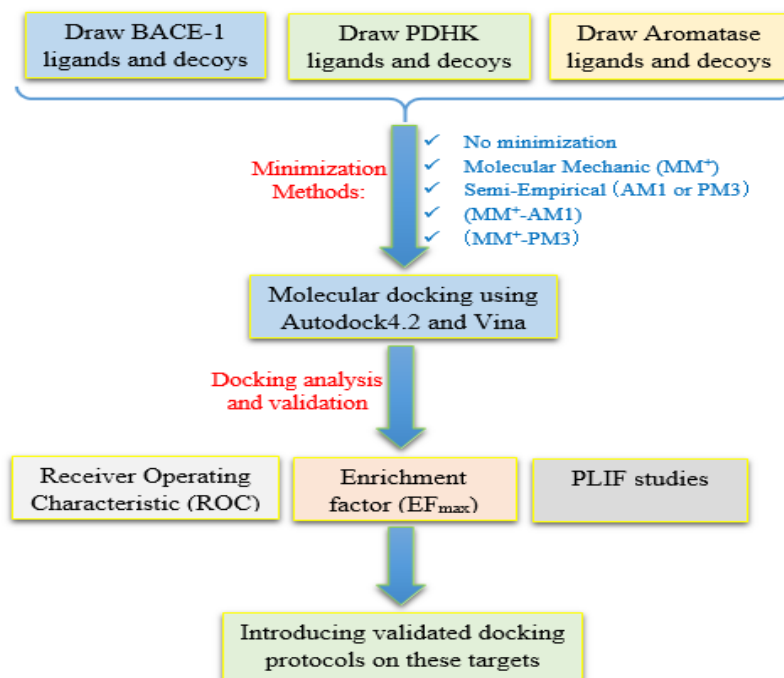 Draw BACE-1
ligands and decoys
Draw PDHK
ligands and decoys
Draw Aromatase
ligands and decoys
Minimization
Methods:
✓ No minimization
✓ Molecular Mechanic (MM⁺)
✓ Semi-Empirical (AM1 or PM3)
✓ (MM⁺-AM1)
✓ (MM⁺-PM3)
Molecular docking using
Autodock4.2 and Vina
Docking analysis
and validation
Receiver Operating
Characteristic (ROC)
Enrichment
factor (EFmax)
PLIF studies
Introducing validated docking
protocols on these targets